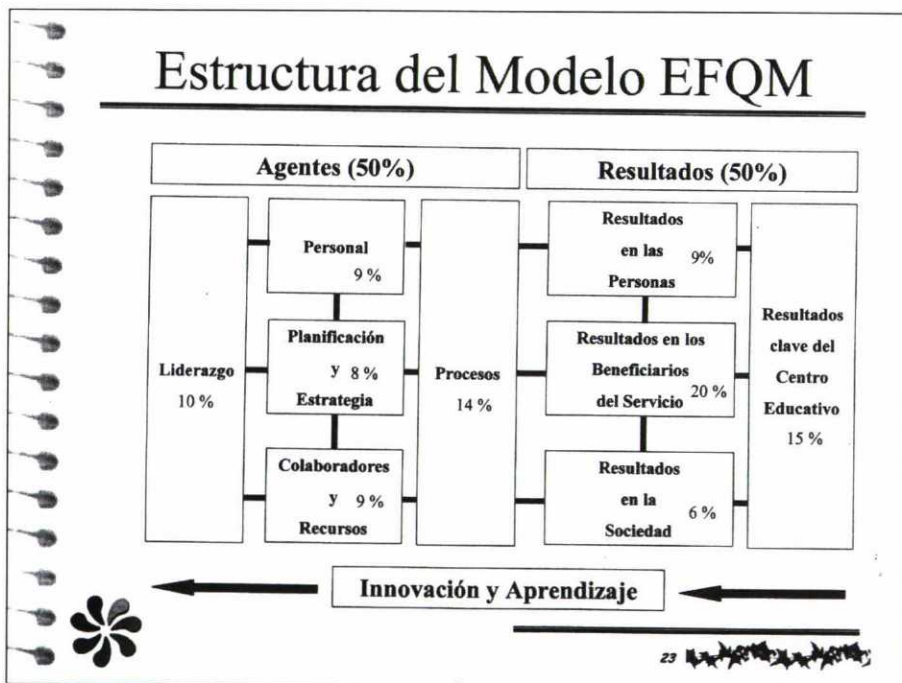 Estructura del Modelo EFQM
Agentes (50%)
Resultados (50%)
Liderazgo
10 %
Personal
9 %
Planificación
y 8 %
Estrategia
Colaboradores
y 9 %
Recursos
Procesos
14 %
Resultados
en las 9%
Personas
Resultados en los
Beneficiarios
del Servicio 20 %
Resultados
en la
Sociedad 6 %
Resultados
clave del
Centro
Educativo
15 %
Innovación y Aprendizaje
23